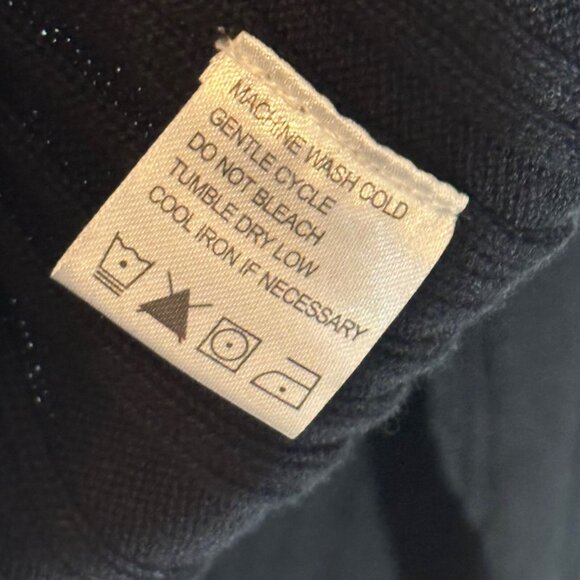 MACHINE WASH COLD
GENTLE CYCLE
DO NOT BLEACH
TUMBLE DRY LOW
COOL IRON IF NECESSARY